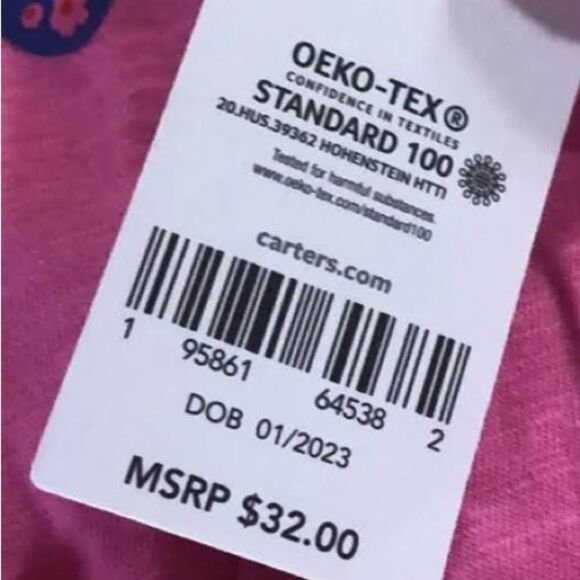 OEKO-TEX®
CONFIDENCE IN TEXTILES
STANDARD 100
20.HUS.39362 HOHENSTEIN HTTI
Tested for harmful substances.
www.oeko-tex.com/standard100
carters.com
1 95861 64538 2
DOB 01/2023
MSRP $32.00